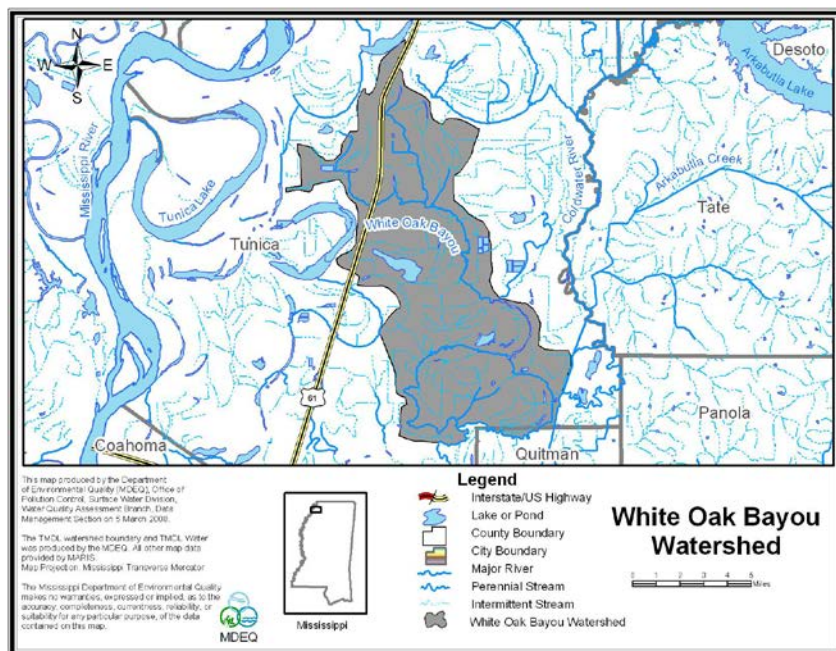 N
W E
S
Desoto
Arkabutla Lake
Mississippi River
Tunica Lake
Coldwater River
Arkabutla Creek
Tate
White Oak Bayou
Tunica
61
Panola
Coahoma
Quitman
This map produced by the Department
of Environmental Quality (MDEQ), Office of
Pollution Control, Surface Water Division,
Water Quality Assessment Branch, Data
Management Section on 5 March 2008.
The TMDL watershed boundary and TMDL Water
was produced by the MDEQ. All other map data
provided by MARIS.
Map Projection: Mississippi Transverse Mercator
The Mississippi Department of Environmental Quality
makes no warranties, expressed or implied, as to the
accuracy, completeness, currentness, reliability, or
suitability for any particular purpose, of the data
contained on this map.
MDEQ
Mississippi
Legend
Interstate/US Highway
Lake or Pond
County Boundary
City Boundary
Major River
Perennial Stream
Intermittent Stream
White Oak Bayou Watershed
White Oak Bayou
Watershed
0 1 2 3 4 5
Miles